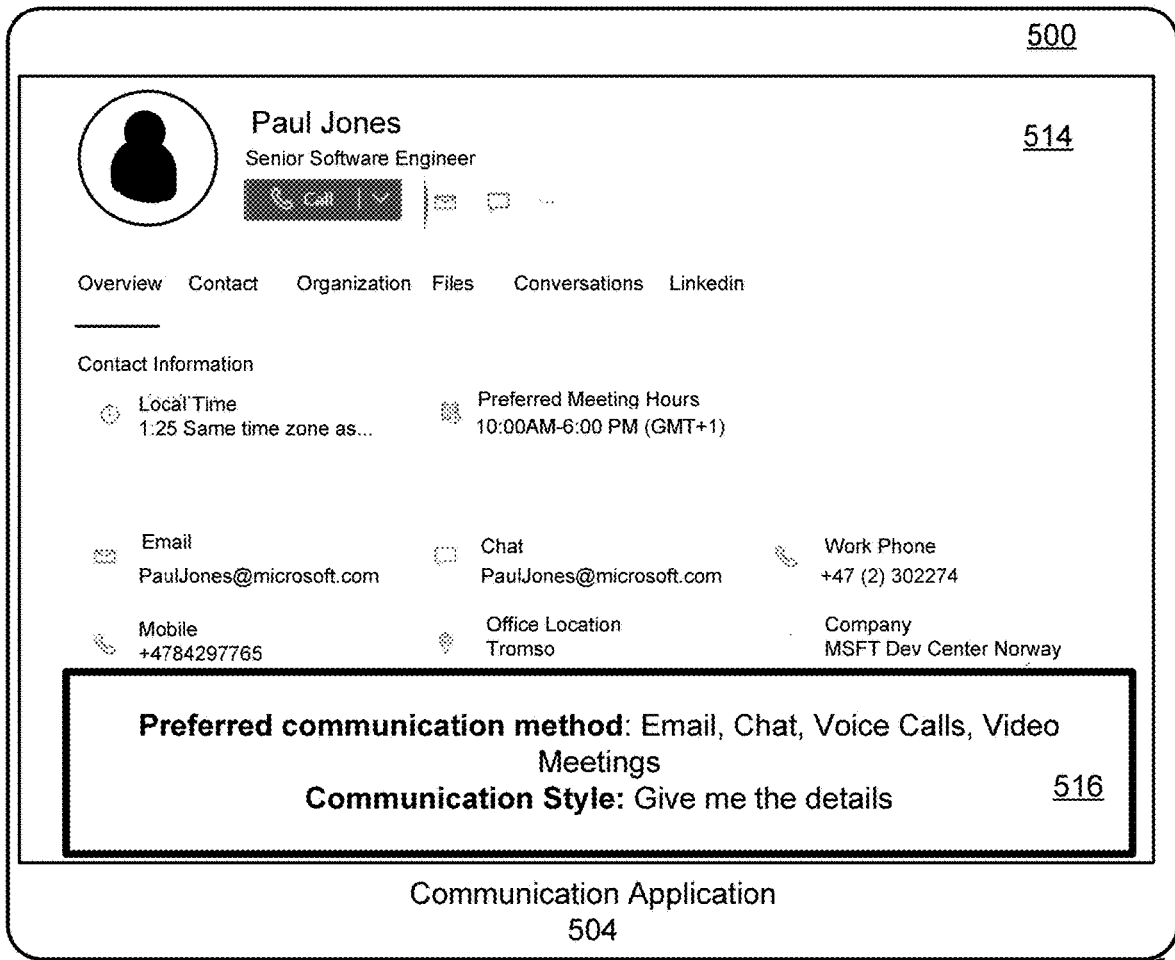 500
Paul Jones
514
Senior Software Engineer
Call
Overview Contact Organization Files Conversations Linkedin
Contact Information
Local Time
1:25 Same time zone as...
Preferred Meeting Hours
10:00AM-6:00 PM (GMT+1)
Email
PaulJones@microsoft.com
Chat
PaulJones@microsoft.com
Work Phone
+47 (2) 302274
Mobile
+4784297765
Office Location
Tromso
Company
MSFT Dev Center Norway
Preferred communication method: Email, Chat, Voice Calls, Video
Meetings
Communication Style: Give me the details
516
Communication Application
504